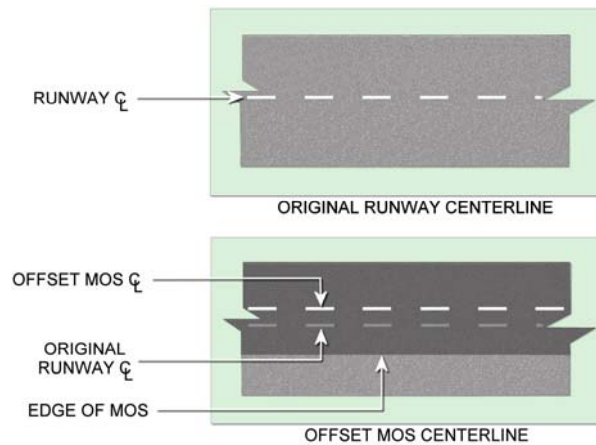 RUNWAY ℄
ORIGINAL RUNWAY CENTERLINE
OFFSET MOS ℄
ORIGINAL
RUNWAY ℄
EDGE OF MOS
OFFSET MOS CENTERLINE